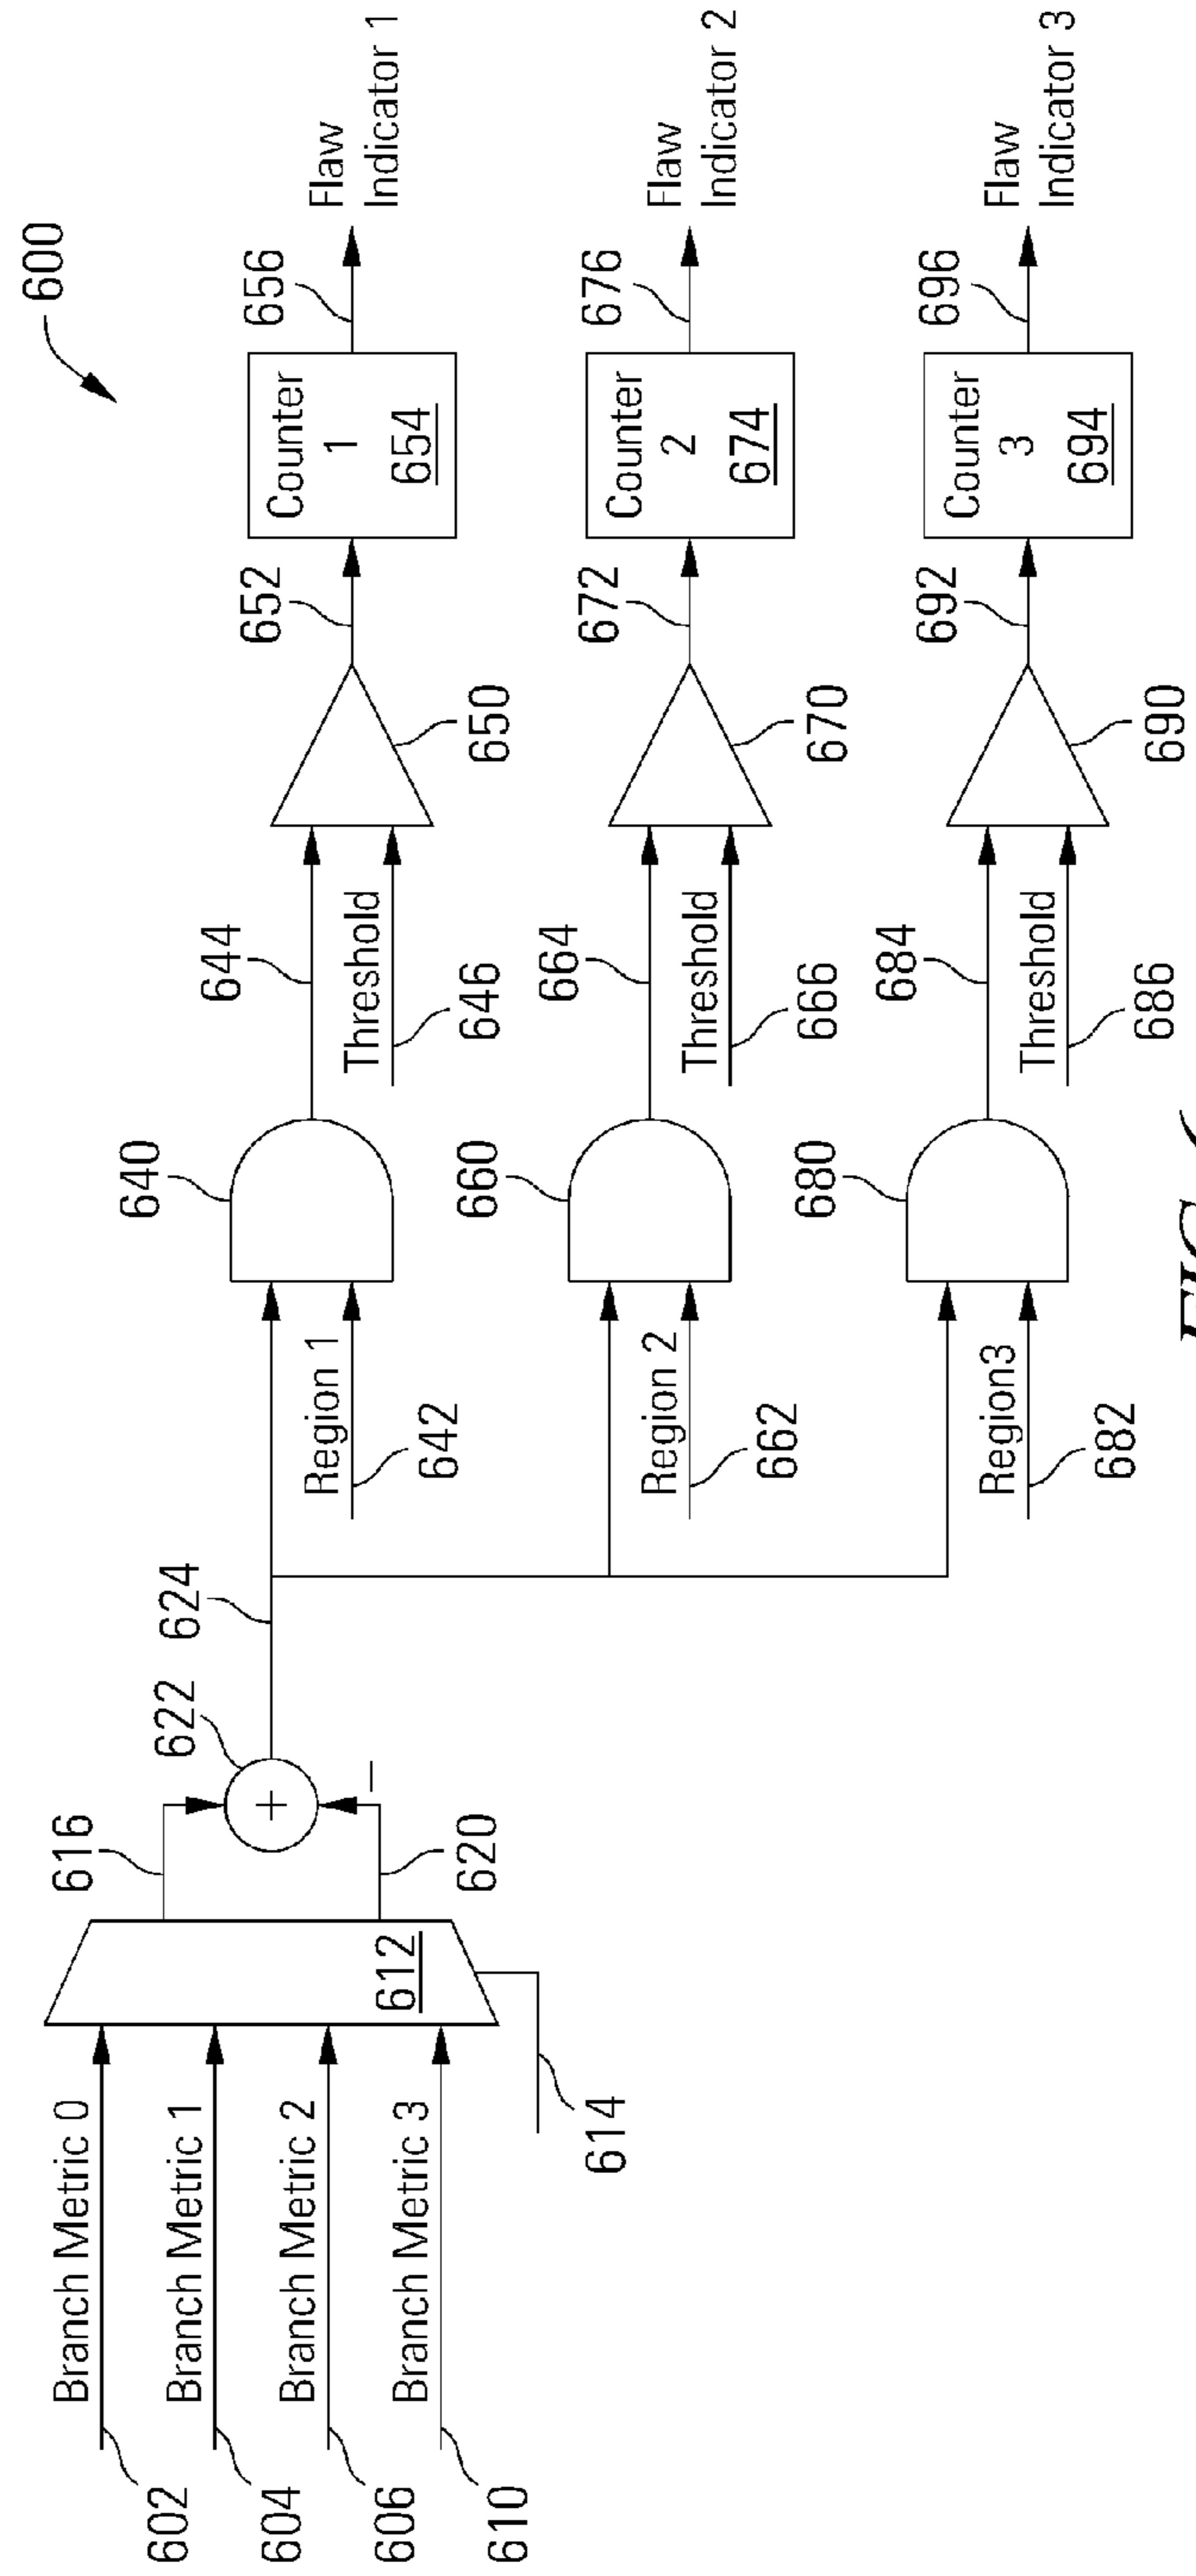 600
Branch Metric 0
602
Branch Metric 1
604
Branch Metric 2
606
Branch Metric 3
610
612
614
616
620
622
+
−
624
640
Region 1
642
644
Threshold
646
650
652
Counter
1
654
656
Flaw
Indicator 1
660
Region 2
662
664
Threshold
666
670
672
Counter
2
674
676
Flaw
Indicator 2
680
Region3
682
684
Threshold
686
690
692
Counter
3
694
696
Flaw
Indicator 3
FIG.